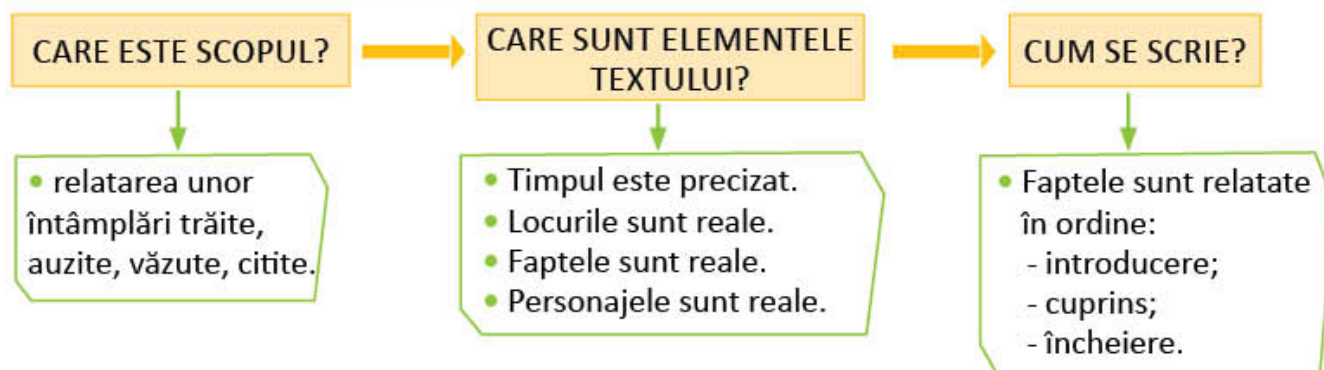 CARE ESTE SCOPUL?
CARE SUNT ELEMENTELE
TEXTULUI?
CUM SE SCRIE?
• relatarea unor
întâmplări trăite,
auzite, văzute, citite.
• Timpul este precizat.
• Locurile sunt reale.
• Faptele sunt reale.
• Personajele sunt reale.
• Faptele sunt relatate
în ordine:
- introducere;
- cuprins;
- încheiere.